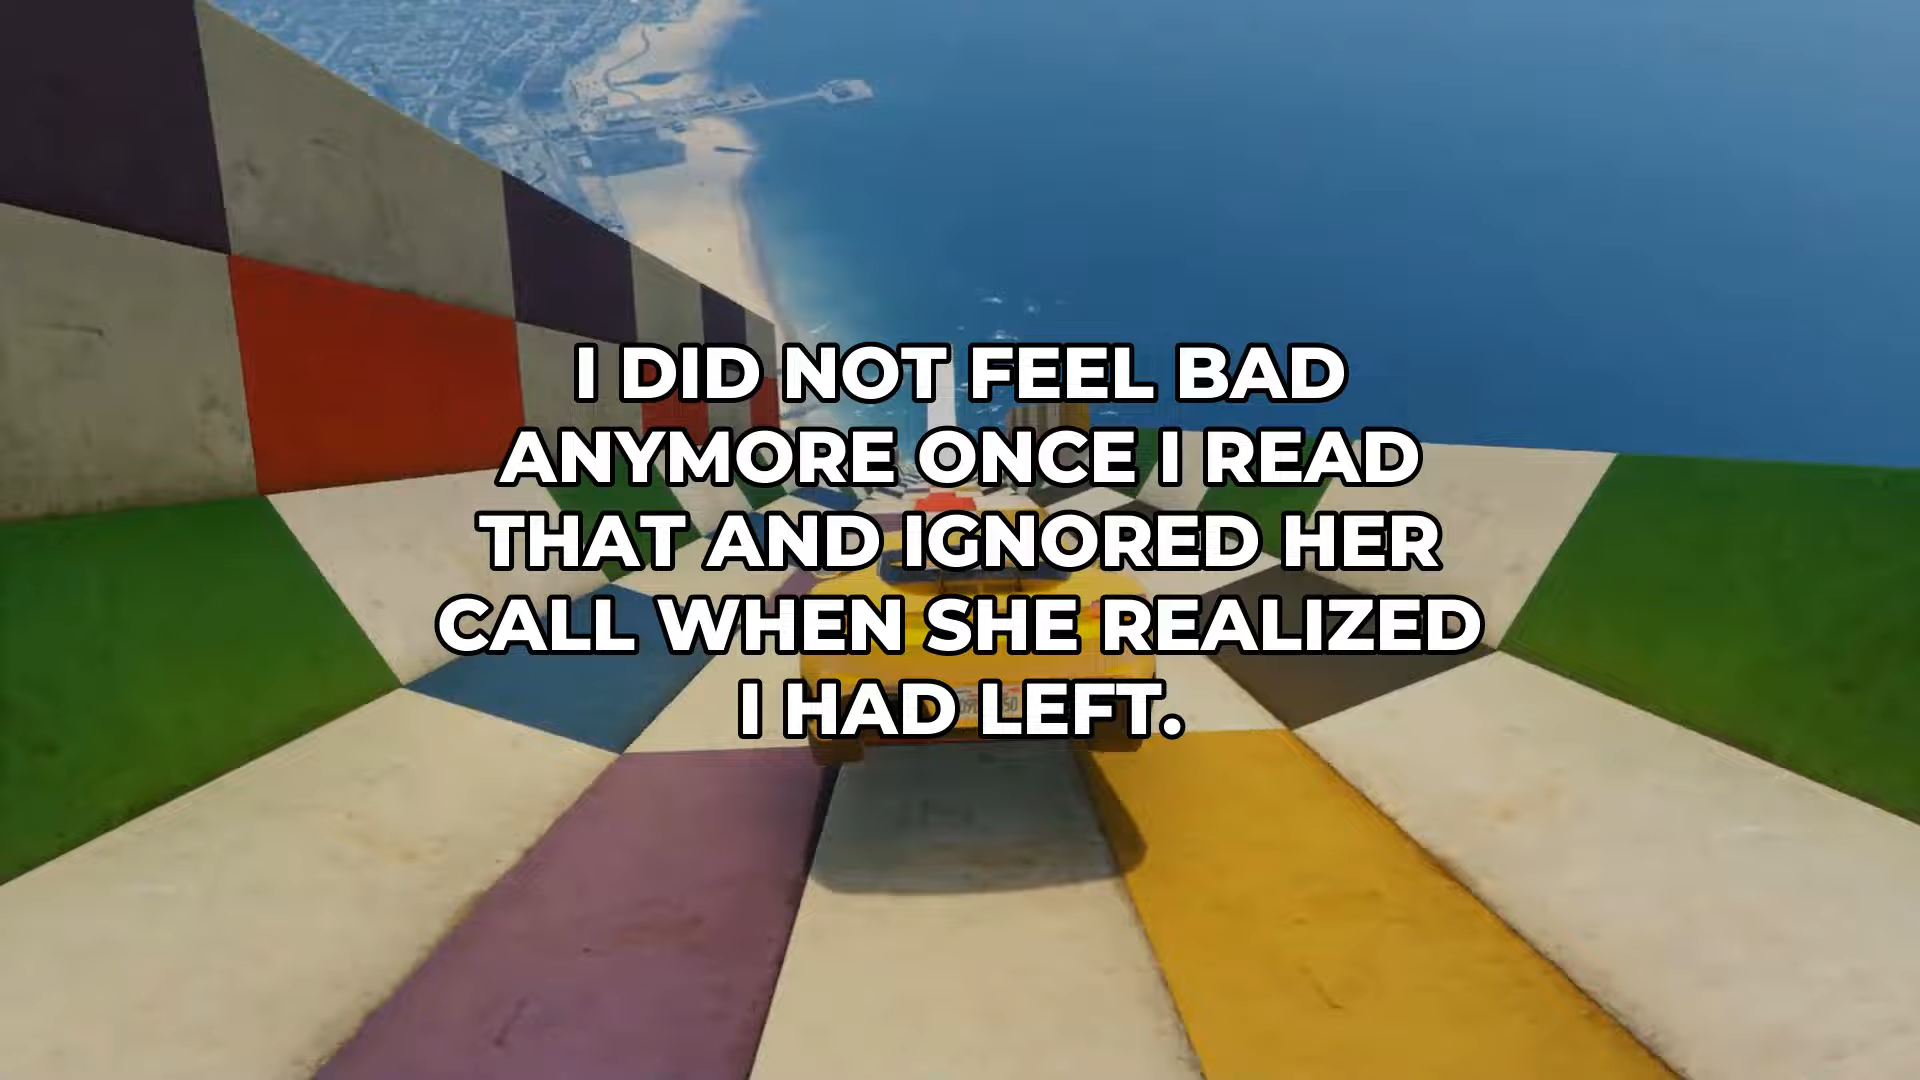 I DID NOT FEEL BAD
ANYMORE ONCE I READ
THAT AND IGNORED HER
CALL WHEN SHE REALIZED
I HAD LEFT.